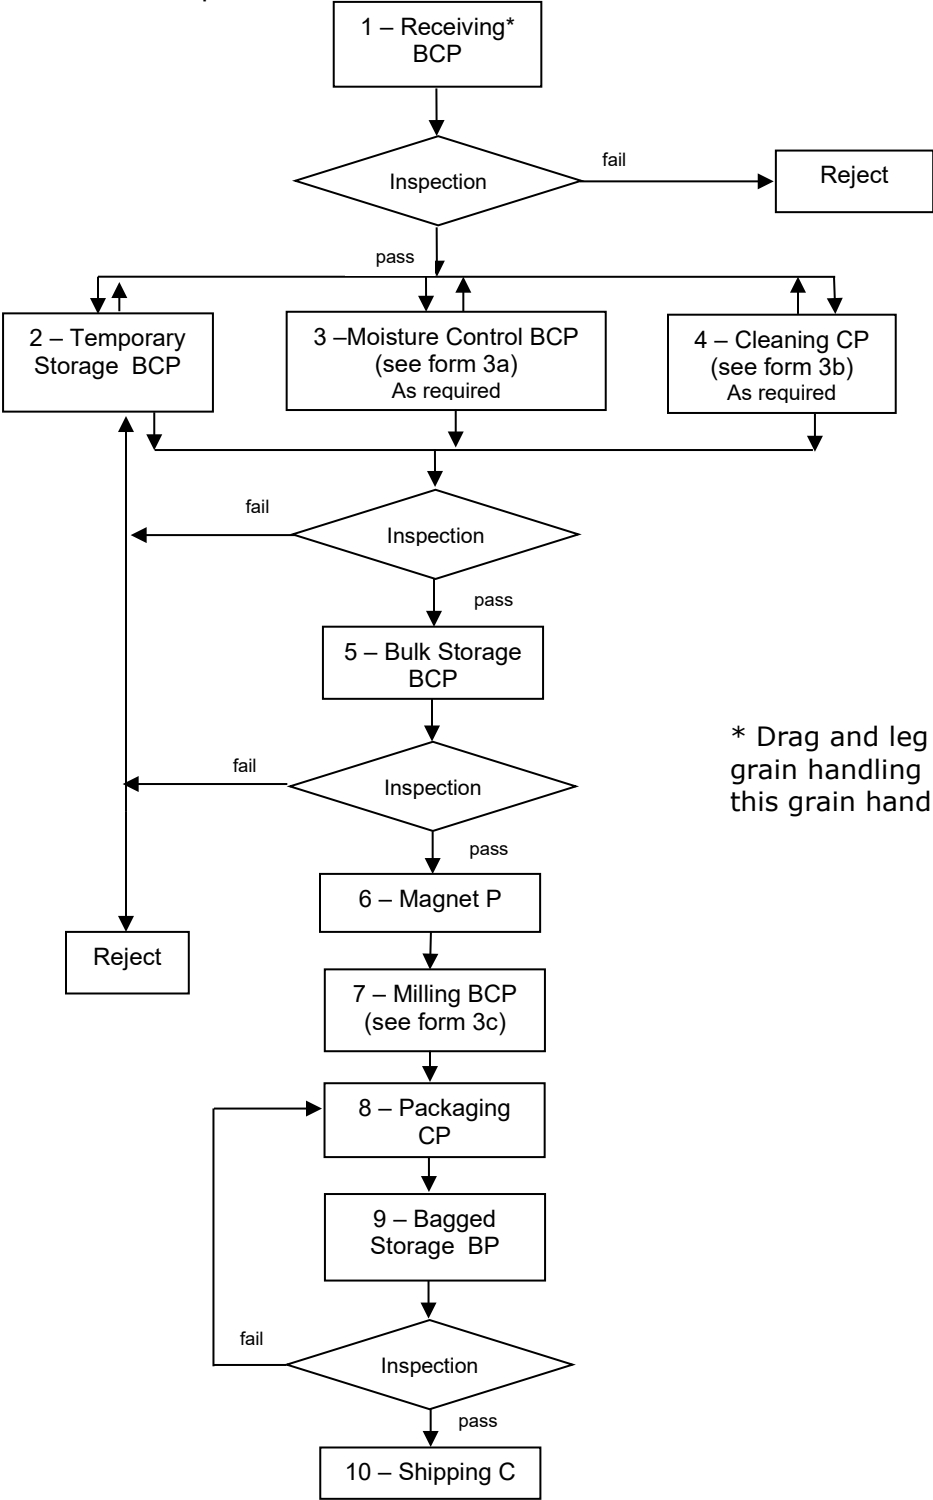 1 – Receiving*
BCP
fail
Inspection
Reject
pass
2 – Temporary
Storage BCP
3 –Moisture Control BCP
(see form 3a)
As required
4 – Cleaning CP
(see form 3b)
As required
fail
Inspection
pass
5 – Bulk Storage
BCP
* Drag and leg
grain handling
this grain hand
fail
Inspection
pass
6 – Magnet P
Reject
7 – Milling BCP
(see form 3c)
8 – Packaging
CP
9 – Bagged
Storage BP
fail
Inspection
pass
10 – Shipping C